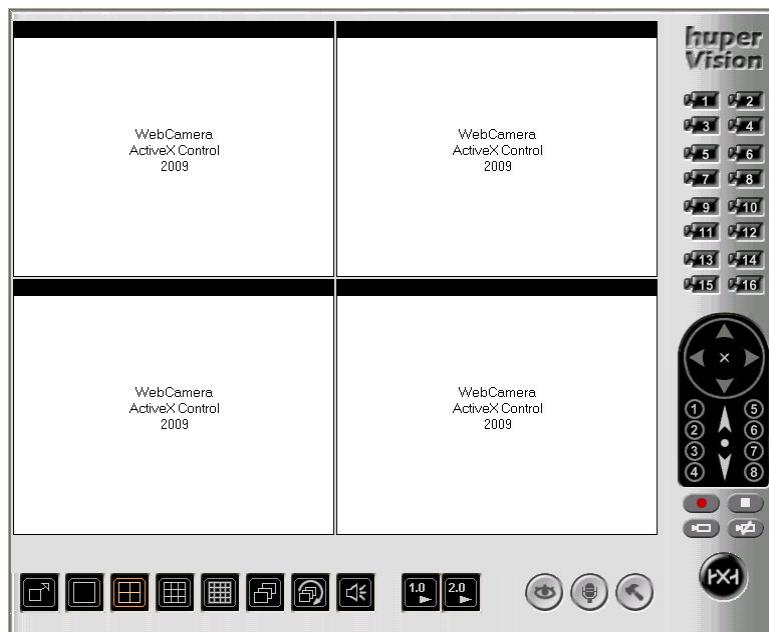 huper
Vision
WebCamera
ActiveX Control
2009
WebCamera
ActiveX Control
2009
WebCamera
ActiveX Control
2009
WebCamera
ActiveX Control
2009
1 2
3 4
5 6
7 8
9 10
11 12
13 14
15 16
1 5
2 6
3 7
4 8
1.0 2.0